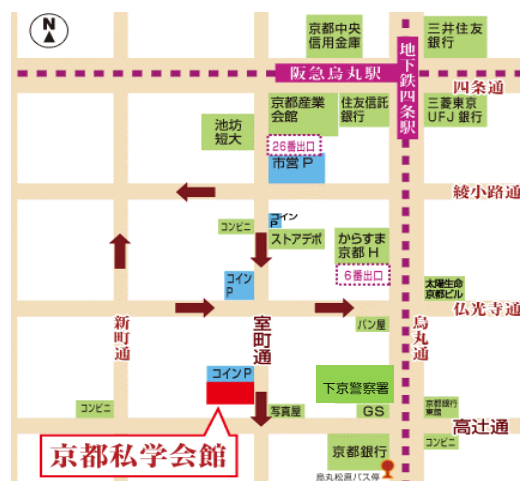 N
京都中央
信用金庫
三井住友
銀行
地下鉄四条駅
阪急烏丸駅
四条通
京都産業
会館
住友信託
銀行
三菱東京
UFJ銀行
池坊
短大
26番出口
市営P
綾小路通
コイン
P
コンビニ
ストアデポ
からすま
京都H
6番出口
コイン
P
太陽生命
京都ビル
仏光寺通
新町通
室町通
パン屋
烏丸通
コインP
下京警察署
コンビニ
写真屋
GS
京都銀行
東館
高辻通
京都私学会館
京都銀行
コンビニ
烏丸松原バス停